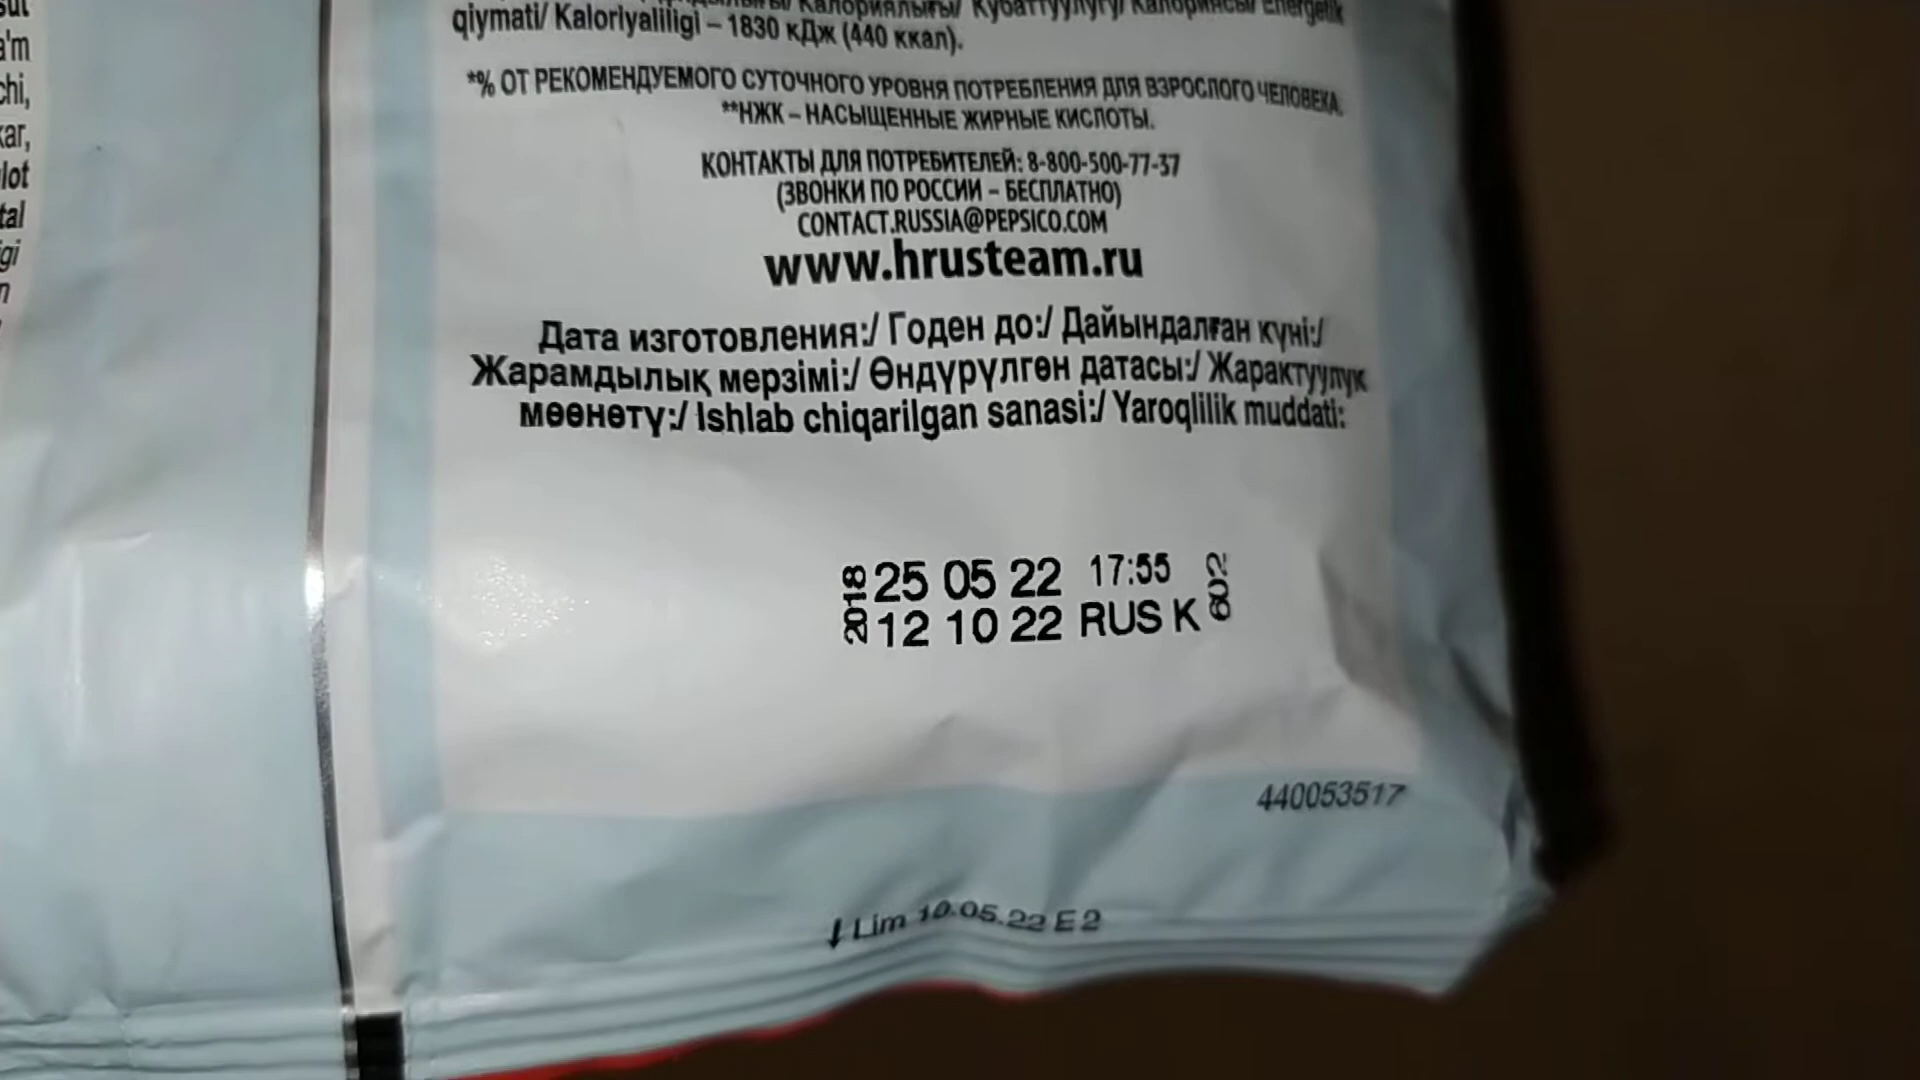 qiymati/ Kaloriyaliligi – 1830 кДж (440 ккал).
*% ОТ РЕКОМЕНДУЕМОГО СУТОЧНОГО УРОВНЯ ПОТРЕБЛЕНИЯ ДЛЯ ВЗРОСЛОГО ЧЕЛОВЕКА.
**НЖК – НАСЫЩЕННЫЕ ЖИРНЫЕ КИСЛОТЫ.
КОНТАКТЫ ДЛЯ ПОТРЕБИТЕЛЕЙ: 8-800-500-77-37
(ЗВОНКИ ПО РОССИИ – БЕСПЛАТНО)
CONTACT.RUSSIA@PEPSICO.COM
www.hrusteam.ru
Дата изготовления:/ Годен до:/ Дайындалған күні:/
Жарамдылық мерзімі:/ Өндүрүлгөн датасы:/ Жарактуулук
мөөнөтү:/ Ishlab chiqarilgan sanasi:/ Yaroqlilik muddati:
2018 25 05 22 17:55 602
12 10 22 RUS K
440053517
Lim 10.05.22 E2